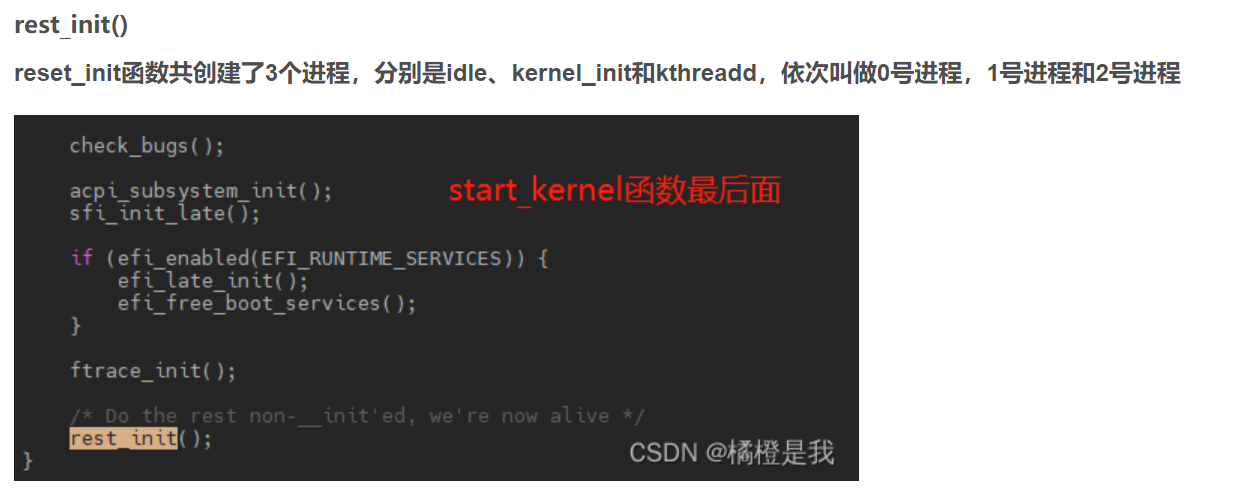 rest_init()
reset_init函数共创建了3个进程，分别是idle、kernel_init和kthreadd，依次叫做0号进程，1号进程和2号进程
check_bugs();
acpi_subsystem_init();
start_kernel函数最后面
sfi_init_late();
if (efi_enabled(EFI_RUNTIME_SERVICES)) {
efi_late_init();
efi_free_boot_services();
}
ftrace_init();
/* Do the rest non-__init'ed, we're now alive */
rest_init();
}
CSDN @橘橙是我